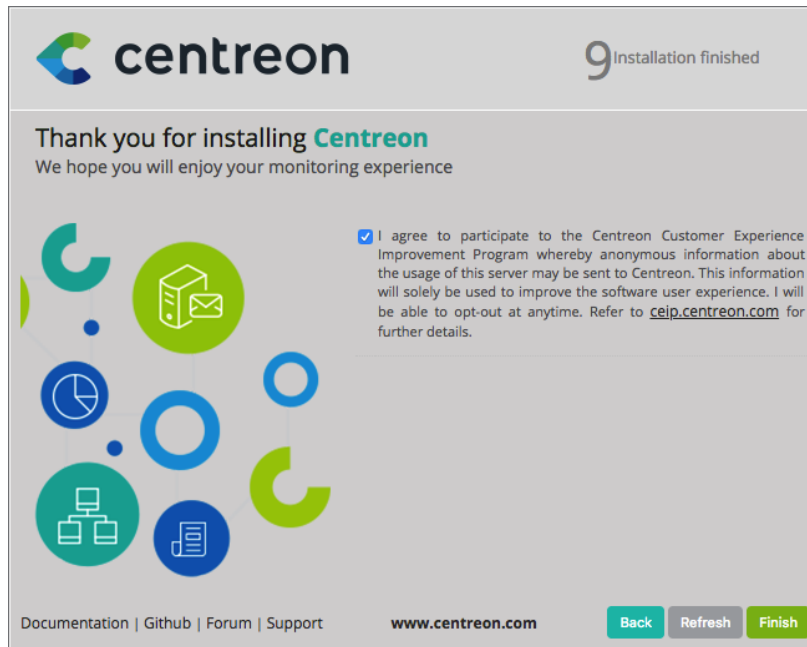 centreon
9 Installation finished
Thank you for installing Centreon
We hope you will enjoy your monitoring experience
I agree to participate to the Centreon Customer Experience
Improvement Program whereby anonymous information about
the usage of this server may be sent to Centreon. This information
will solely be used to improve the software user experience. I will
be able to opt-out at anytime. Refer to ceip.centreon.com for
further details.
Documentation | Github | Forum | Support
www.centreon.com
Back
Refresh
Finish